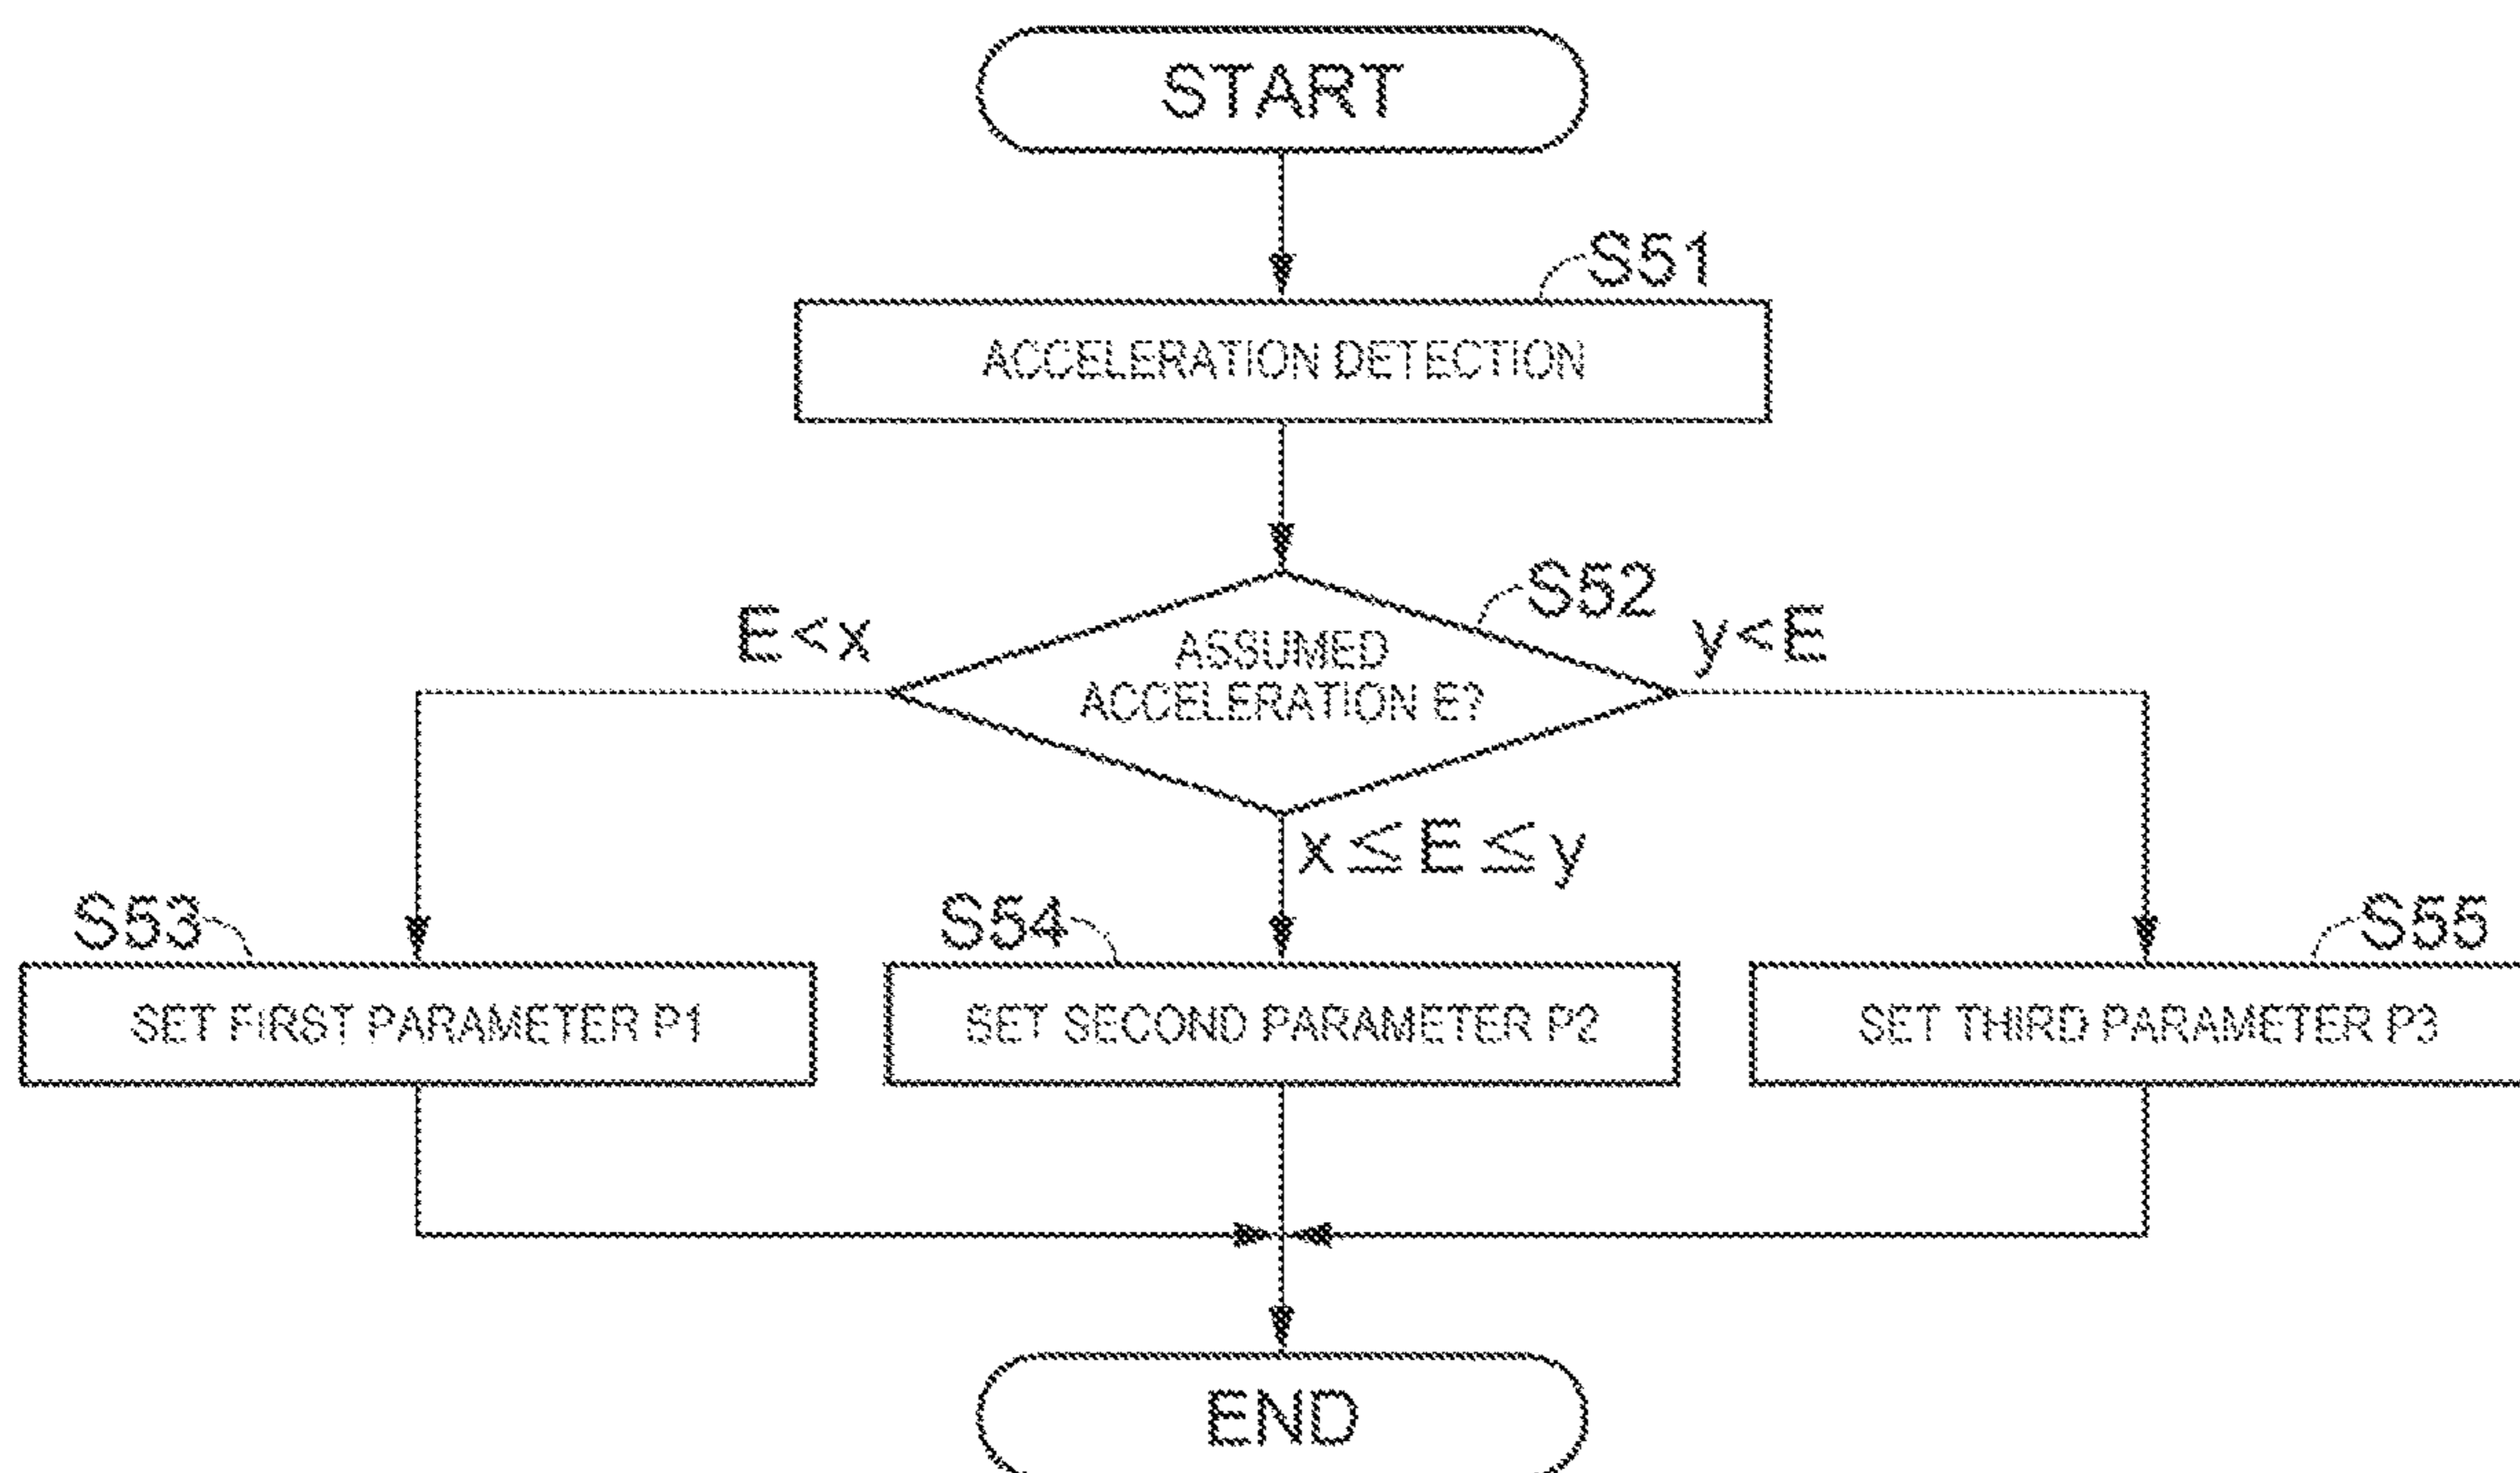 START
S51
ACCELERATION DETECTION
S52
E<x
y<E
ASSUMED
ACCELERATION E?
x≤E≤y
S53
S54
S55
SET FIRST PARAMETER P1
SET SECOND PARAMETER P2
SET THIRD PARAMETER P3
END